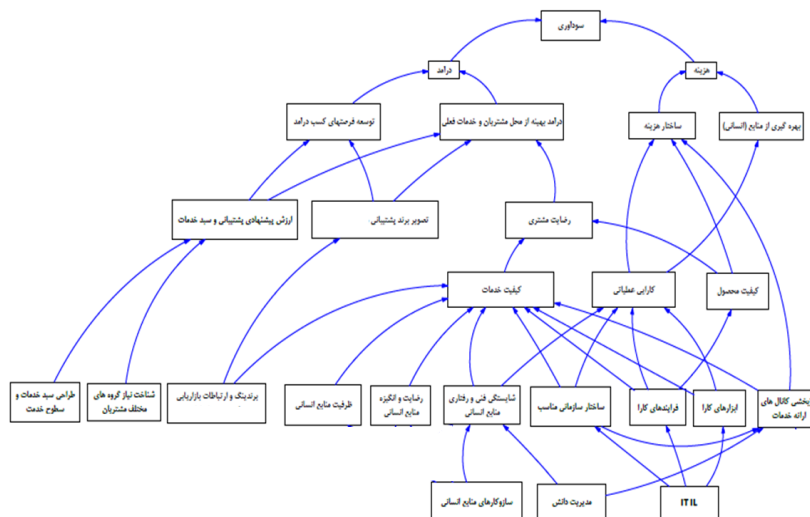 سودآوری
درآمد
هزینه
توسعه فرصتهای کسب درآمد
درآمد بهینه از محل مشتریان و خدمات فعلی
ساختار هزینه
بهره گیری از منابع (انسانی)
ارزش پیشنهادی پشتیبانی و سبد خدمات
تصویر برند پشتیبانی
رضایت مشتری
کیفیت خدمات
کارایی عملیاتی
کیفیت محصول
طراحی سبد خدمات و
سطوح خدمت
شناخت نیاز گروه های
مختلف مشتریان
برندینگ و ارتباطات بازاریابی
ظرفیت منابع انسانی
رضایت و انگیزه
منابع انسانی
شایستگی فنی و رفتاری
منابع انسانی
ساختار سازمانی مناسب
فرایندهای کارا
ابزارهای کارا
بخشی کانال های
ارائه خدمات
سازوکارهای منابع انسانی
مدیریت دانش
IT IL